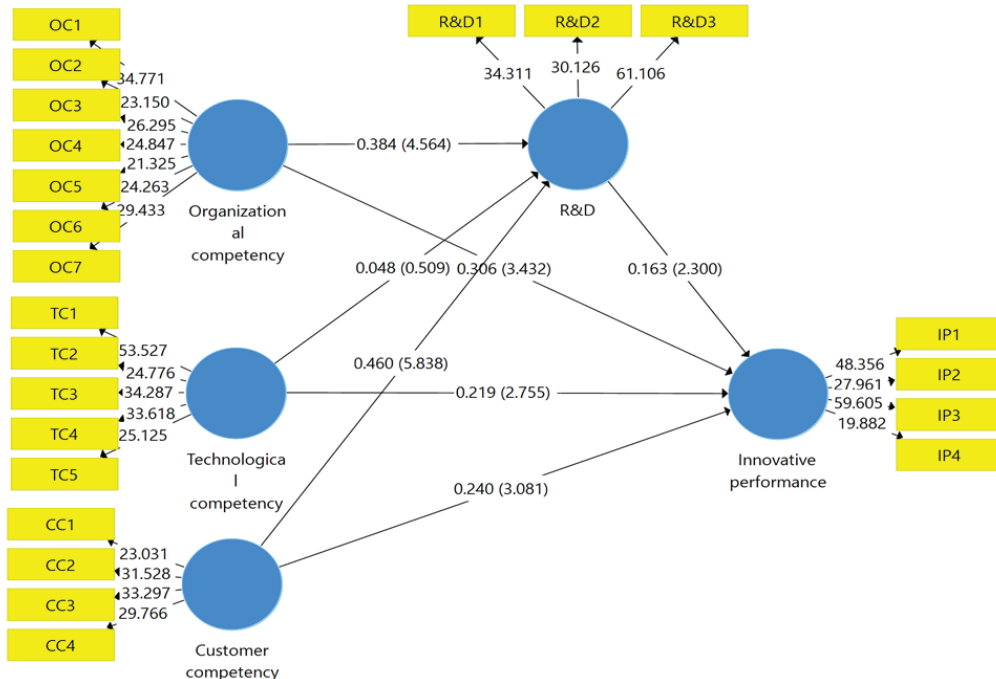 OC1
OC2
OC3
OC4
OC5
OC6
OC7
34.771
23.150
26.295
24.847
21.325
24.263
29.433
Organization
al
competency
R&D1
R&D2
R&D3
34.311
30.126
61.106
R&D
0.384 (4.564)
0.048 (0.509)
0.306 (3.432)
0.163 (2.300)
TC1
TC2
TC3
TC4
TC5
53.527
24.776
34.287
33.618
25.125
Technologica
l
competency
0.460 (5.838)
0.219 (2.755)
0.240 (3.081)
IP1
IP2
IP3
IP4
48.356
27.961
59.605
19.882
Innovative
performance
CC1
CC2
CC3
CC4
23.031
31.528
33.297
29.766
Customer
competency